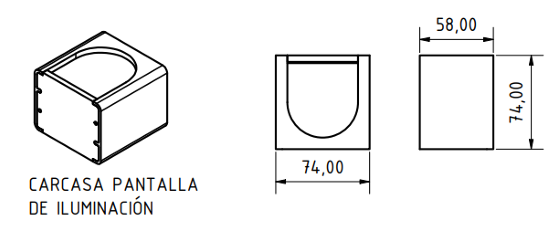 58,00
74,00
74,00
CARCASA PANTALLA
DE ILUMINACIÓN